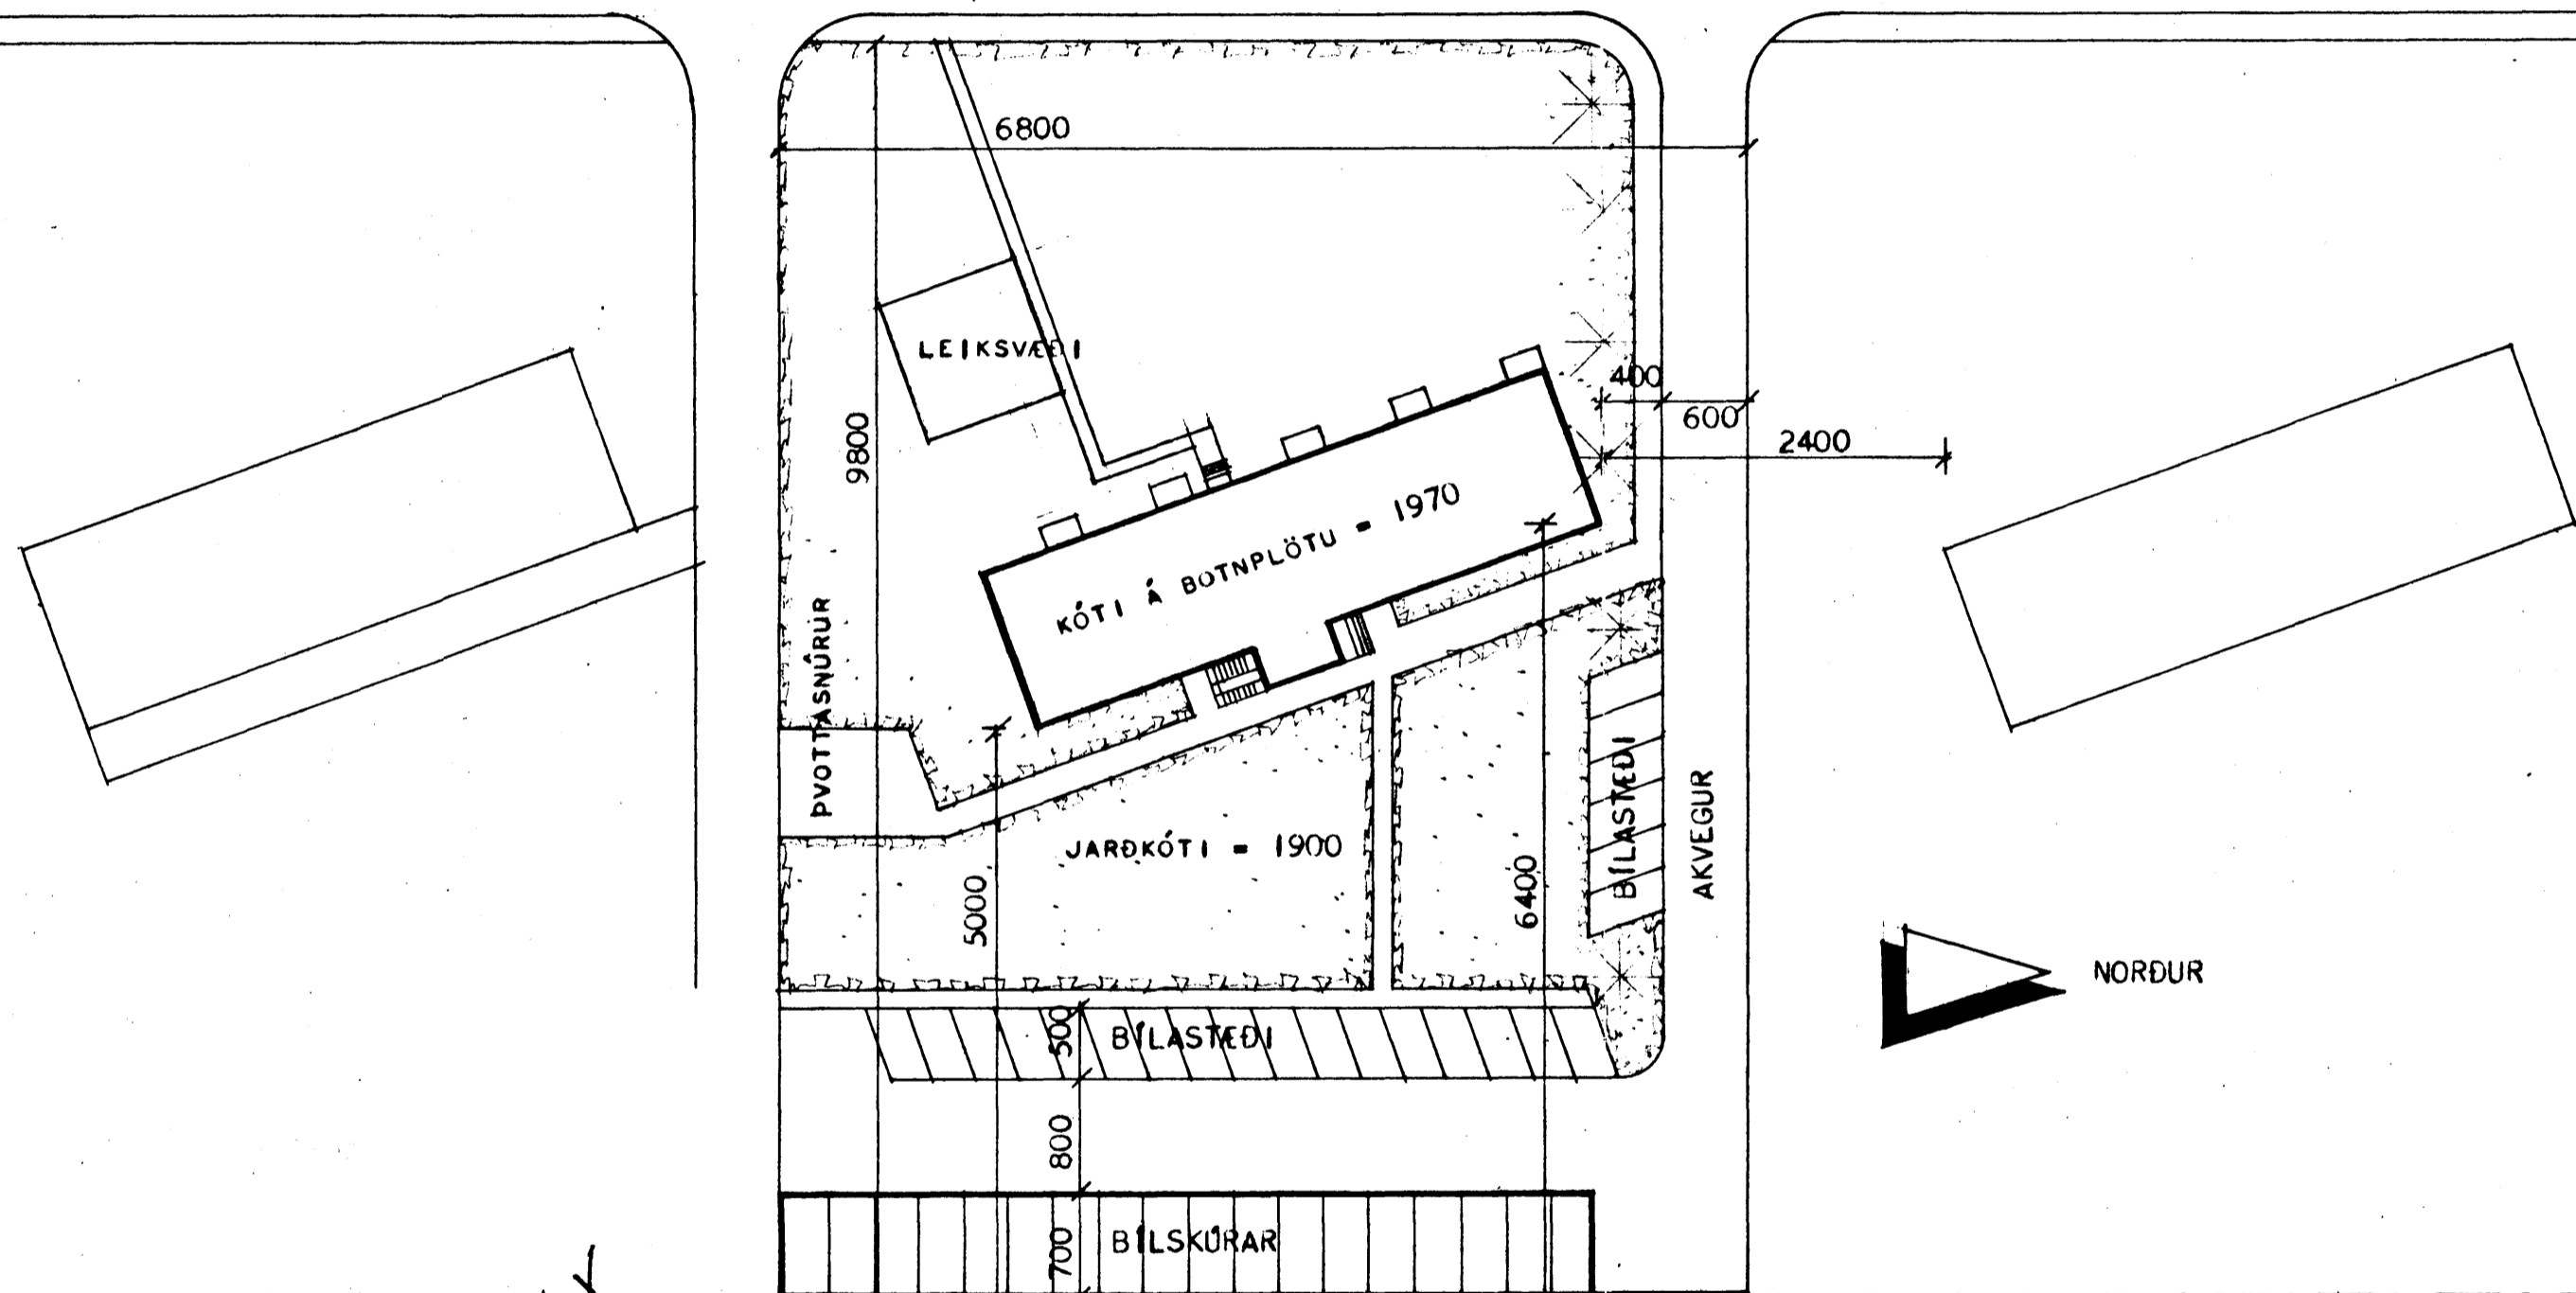 6800
LEIKSVÆÐI
400
600
2400
9800
KÓTI Á BOTNPLÖTU = 1970
ÞVOTTASNÚRUR
BÍLASTÆÐI
AKVEGUR
JARÐKÓTI = 1900
5000
6400
NORÐUR
500
BÍLASTÆÐI
800
700
BÍLSKÚRAR